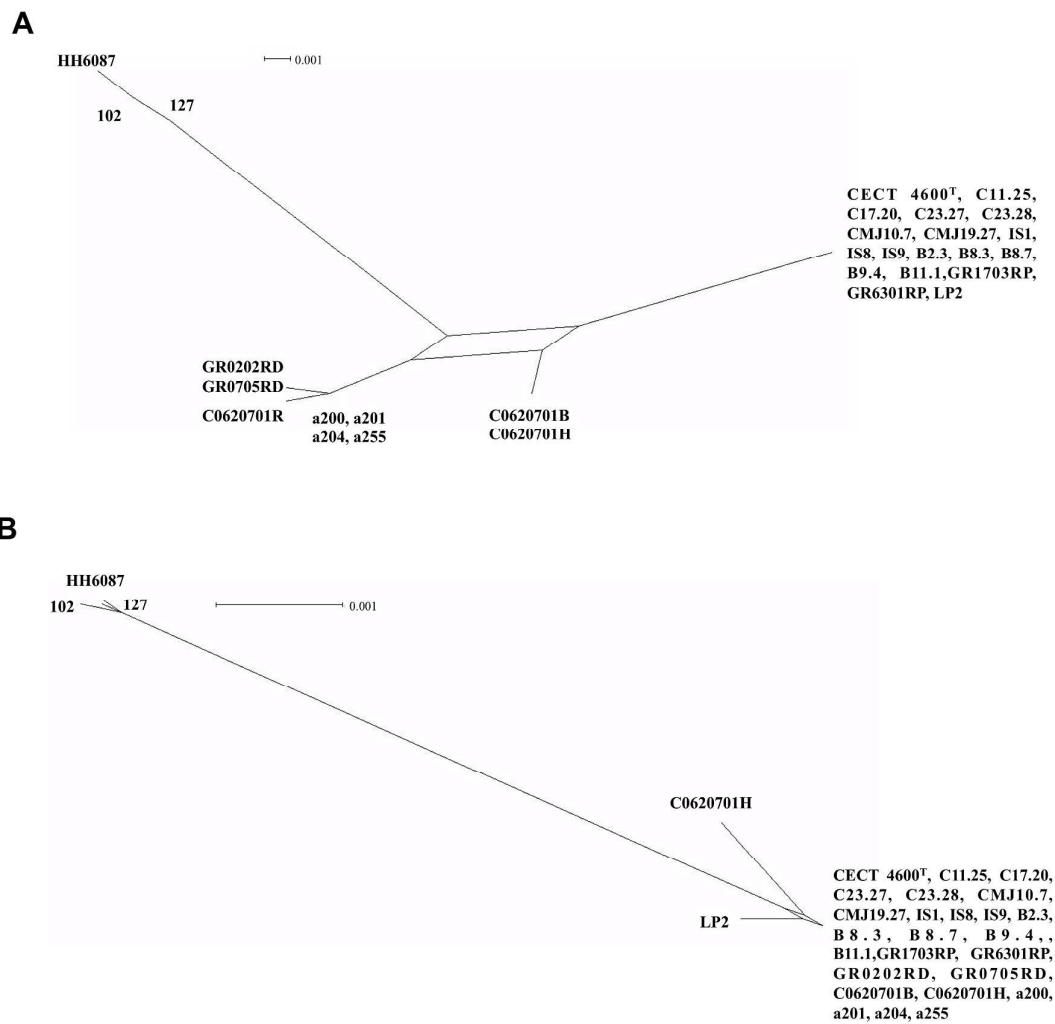 A
HH6087
0.001
102
127
CECT 4600ᵀ, C11.25,
C17.20, C23.27, C23.28,
CMJ10.7, CMJ19.27, IS1,
IS8, IS9, B2.3, B8.3, B8.7,
B9.4, B11.1,GR1703RP,
GR6301RP, LP2
GR0202RD
GR0705RD
C0620701R
a200, a201
a204, a255
C0620701B
C0620701H
B
HH6087
102
127
0.001
C0620701H
LP2
CECT 4600ᵀ, C11.25, C17.20,
C23.27, C23.28, CMJ10.7,
CMJ19.27, IS1, IS8, IS9, B2.3,
B8.3, B8.7, B9.4,,
B11.1,GR1703RP, GR6301RP,
GR0202RD, GR0705RD,
C0620701B, C0620701H, a200,
a201, a204, a255